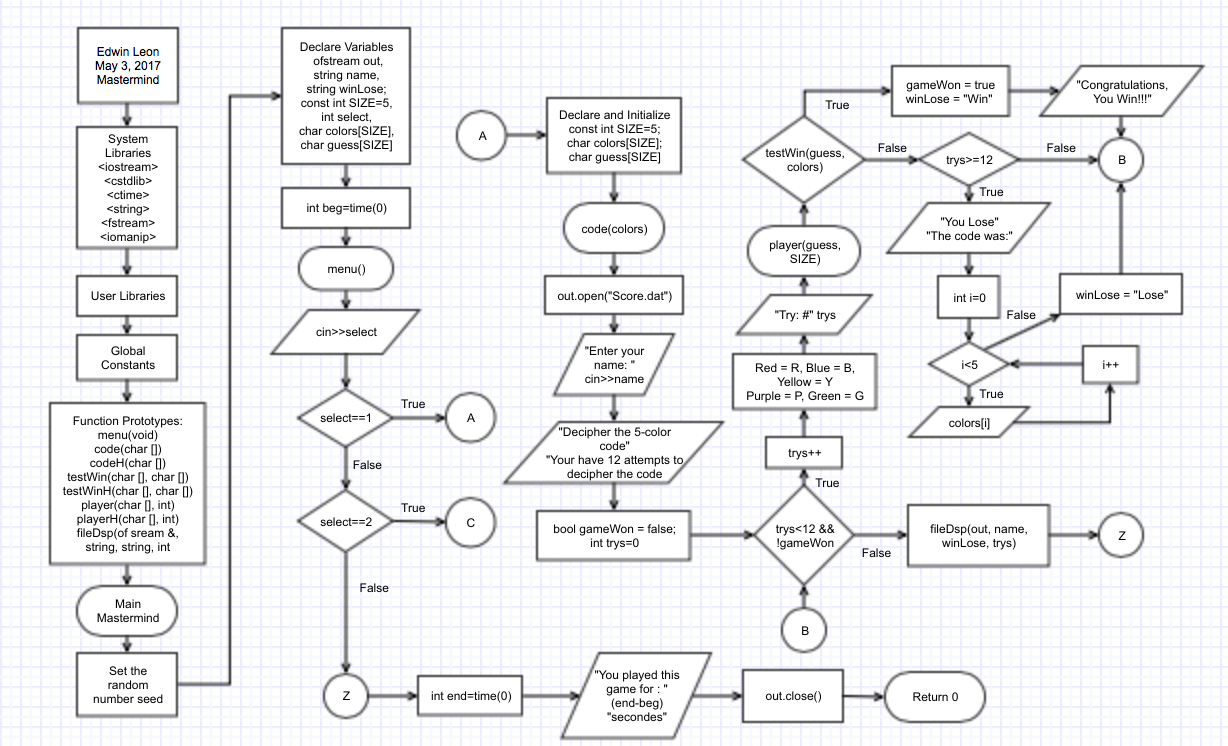 Edwin Leon
May 3, 2017
Mastermind
System
Libraries
<iostream>
<cstdlib>
<ctime>
<string>
<fstream>
<iomanip>
User Libraries
Global
Constants
Function Prototypes:
menu(void)
code(char [])
codeH(char [])
testWin(char [], char [])
testWinH(char [], char [])
player(char [], int)
playerH(char [], int)
fileDsp(of sream &,
string, string, int
Main
Mastermind
Set the
random
number seed
Declare Variables
ofstream out,
string name,
string winLose;
const int SIZE=5,
int select,
char colors[SIZE],
char guess[SIZE]
int beg=time(0)
menu()
cin>>select
select==1
True
A
False
select==2
True
C
False
Z
int end=time(0)
"You played this
game for : "
(end-beg)
"secondes"
out.close()
Return 0
A
Declare and Initialize
const int SIZE=5;
char colors[SIZE];
char guess[SIZE]
code(colors)
out.open("Score.dat")
"Enter your
name: "
cin>>name
"Decipher the 5-color
code"
"Your have 12 attempts to
decipher the code
bool gameWon = false;
int trys=0
trys<12 &&
!gameWon
B
False
fileDsp(out, name,
winLose, trys)
Z
True
trys++
Red = R, Blue = B,
Yellow = Y
Purple = P, Green = G
"Try: #" trys
player(guess,
SIZE)
testWin(guess,
colors)
True
gameWon = true
winLose = "Win"
"Congratulations,
You Win!!!"
B
False
trys>=12
False
True
"You Lose"
"The code was:"
int i=0
i<5
False
winLose = "Lose"
True
colors[i]
i++